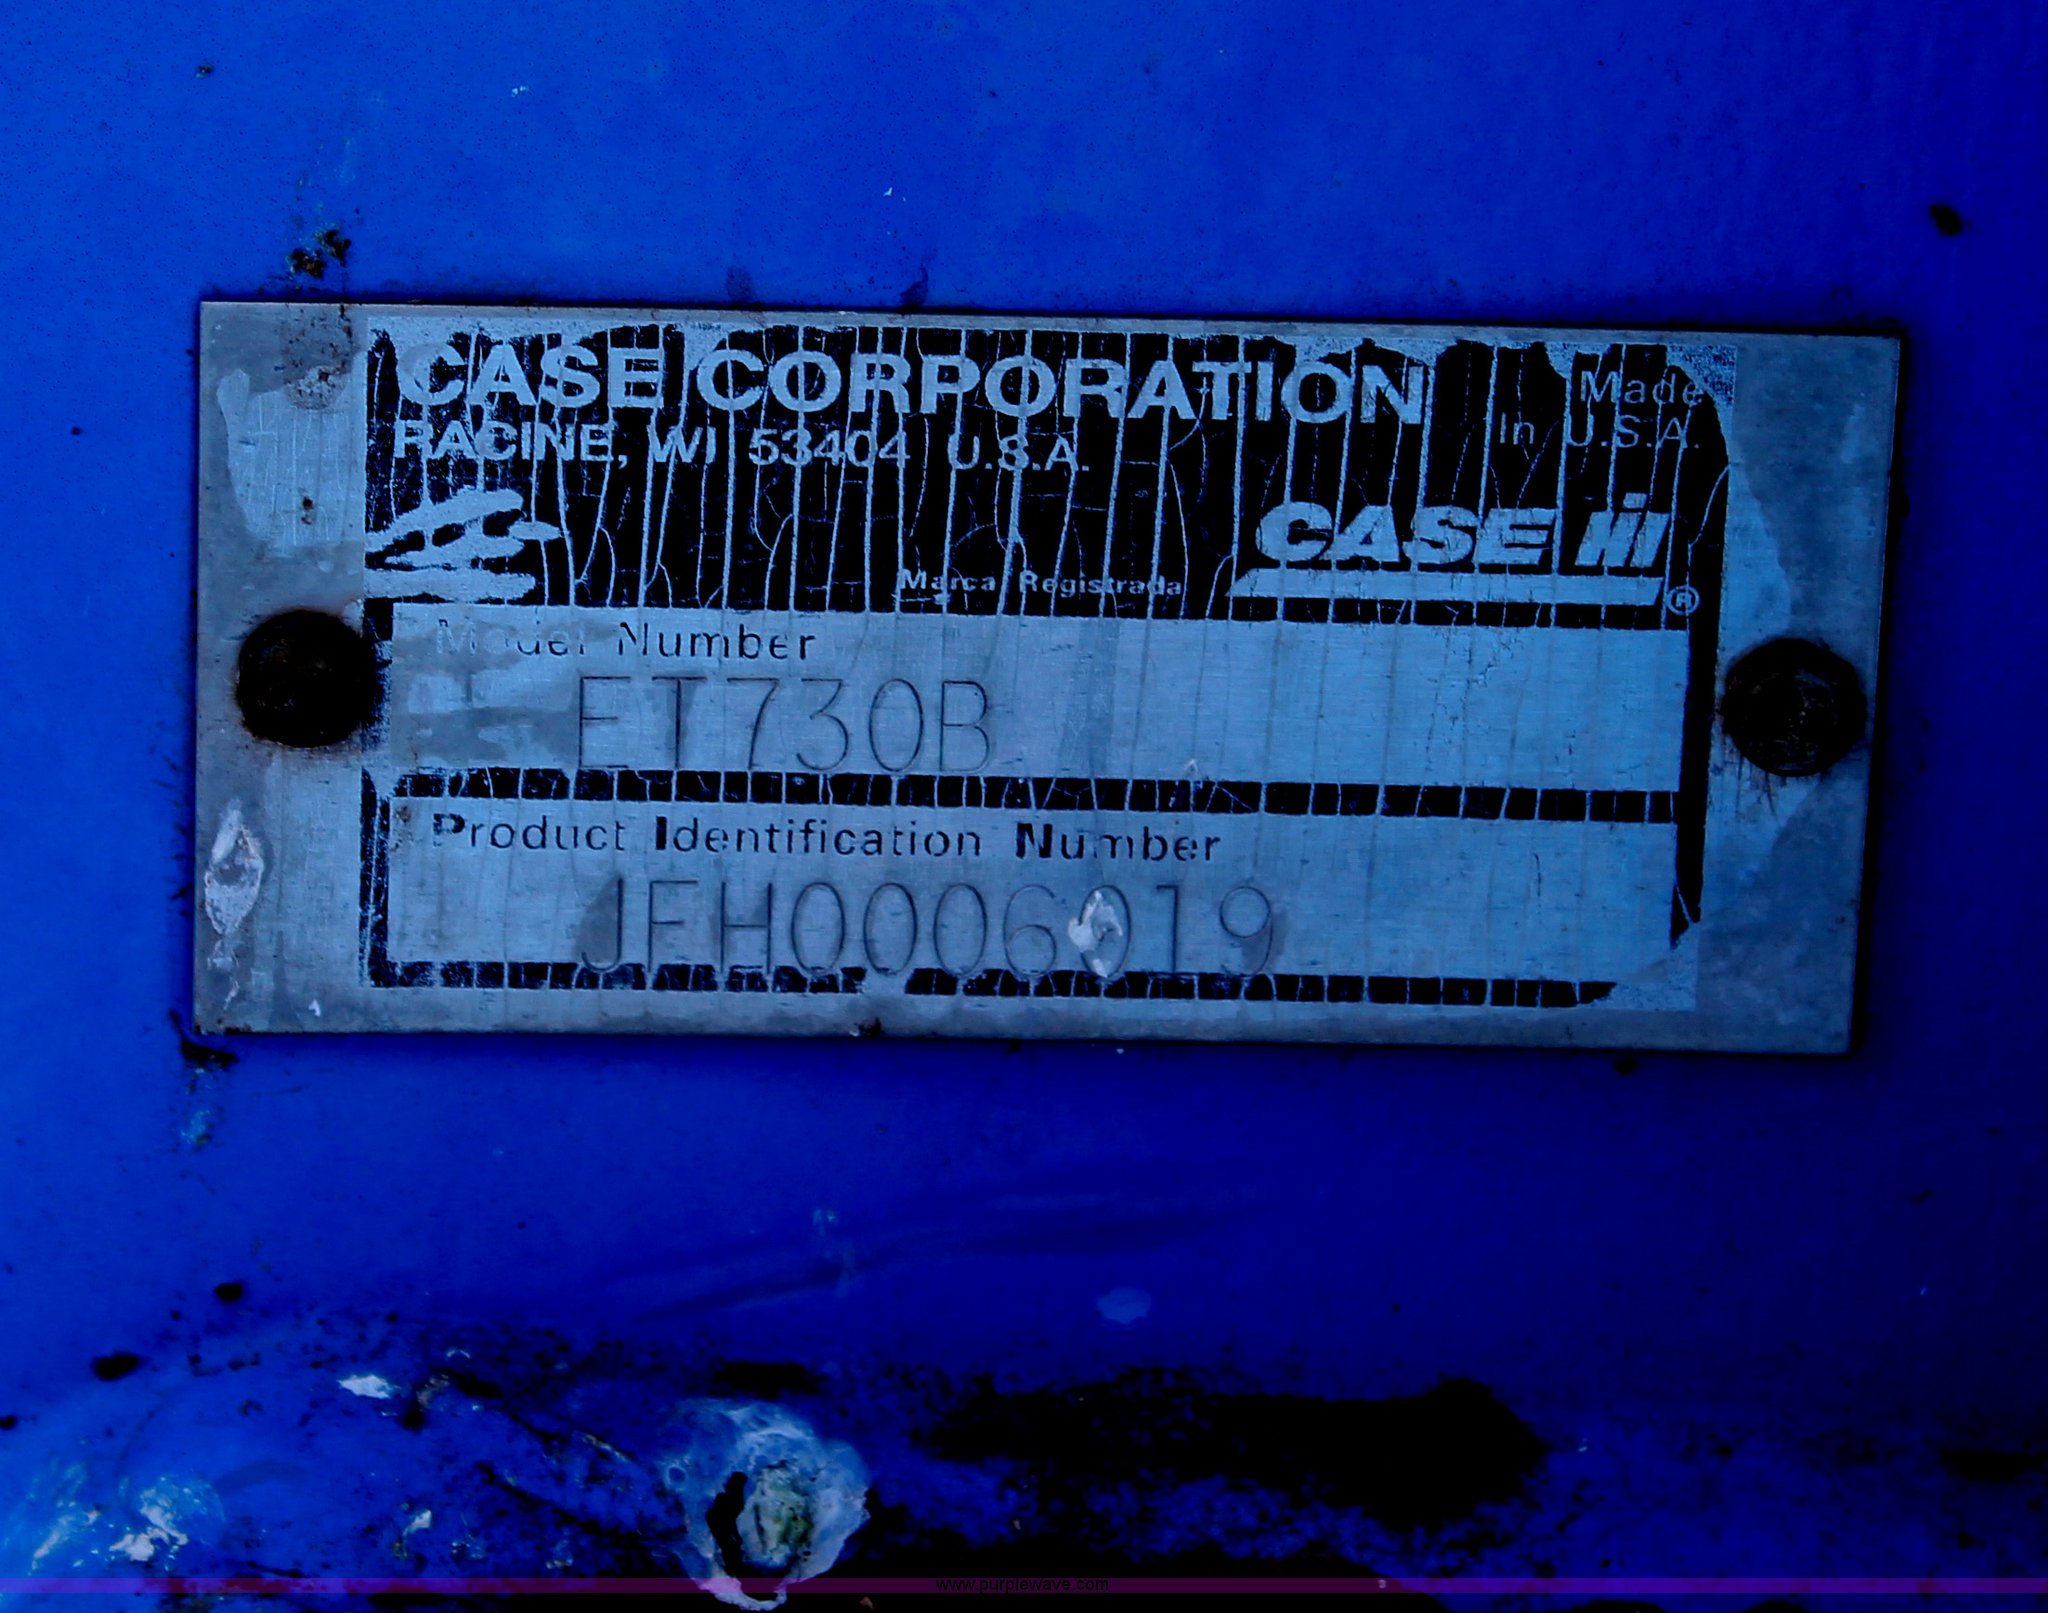 CASE CORPORATION
RACINE, WI 53404 U.S.A.
Made
In U.S.A.
CASE IH
Marca Registrada
®
Model Number
ET730B
Product Identification Number
JFH0006019
www.purplewave.com